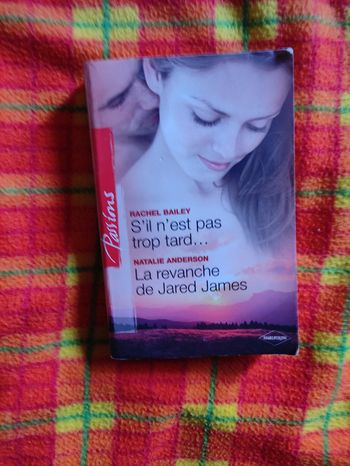 Passions
RACHEL BAILEY
S'il n'est pas
trop tard...
NATALIE ANDERSON
La revanche
de Jared James
HARLEQUIN